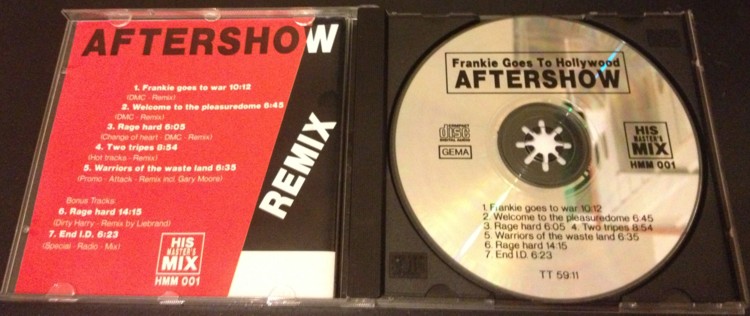 AFTERSHOW
1. Frankie goes to war 10:12
(DMC - Remix)
2. Welcome to the pleasuredome 6:45
(DMC - Remix)
3. Rage hard 6:05
(Change of heart - DMC - Remix)
4. Two tripes 8:54
(Hot tracks - Remix)
5. Warriors of the waste land 6:35
(Promo - Attack - Remix incl. Gary Moore)
Bonus Tracks:
6. Rage hard 14:15
(Dirty Harry - Remix by Liebrand)
7. End I.D. 6:23
(Special - Radio - Mix)
HIS
MASTER'S
MIX
HMM 001
REMIX
Frankie Goes To Hollywood
AFTERSHOW
COMPACT
disc
DIGITAL AUDIO
GEMA
HIS
MASTER'S
MIX
HMM 001
1. Frankie goes to war 10:12
2. Welcome to the pleasuredome 6:45
3. Rage hard 6:05 4. Two tripes 8:54
5. Warriors of the waste land 6:35
6. Rage hard 14:15
7. End I.D. 6:23
TT 59:11